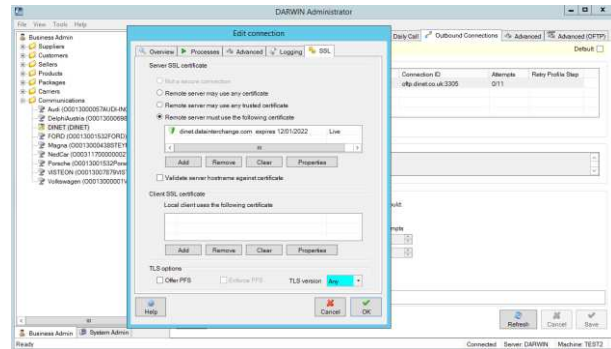 DARWIN Administrator
File View Tools Help
Business Admin
Suppliers
Customers
Sellers
Products
Packages
Carriers
Communications
DINET (DINET)
Edit connection
Overview
Processes
Advanced
Logging
SSL
Server SSL certificate
Not a secure connection
Remote server may use any certificate
Remote server may use any trusted certificate
Remote server must use the following certificate
dinet.datainterchange.com expires 12/01/2022 Live
Add Remove Clear Properties
Validate server hostname against certificate
Client SSL certificate
Local client uses the following certificate
Add Remove Clear Properties
TLS options
Offer PFS
Enforce PFS
TLS version Any
Help
Cancel
OK
Daily Call
Outbound Connections
Advanced
Advanced (OFTP)
Default
Connection ID Attempts Retry Profile Step
oftp.dinet.co.uk:3305 0/11
Refresh Cancel Save
Business Admin System Admin
Ready
Connected Server: DARWIN Machine: TEST2